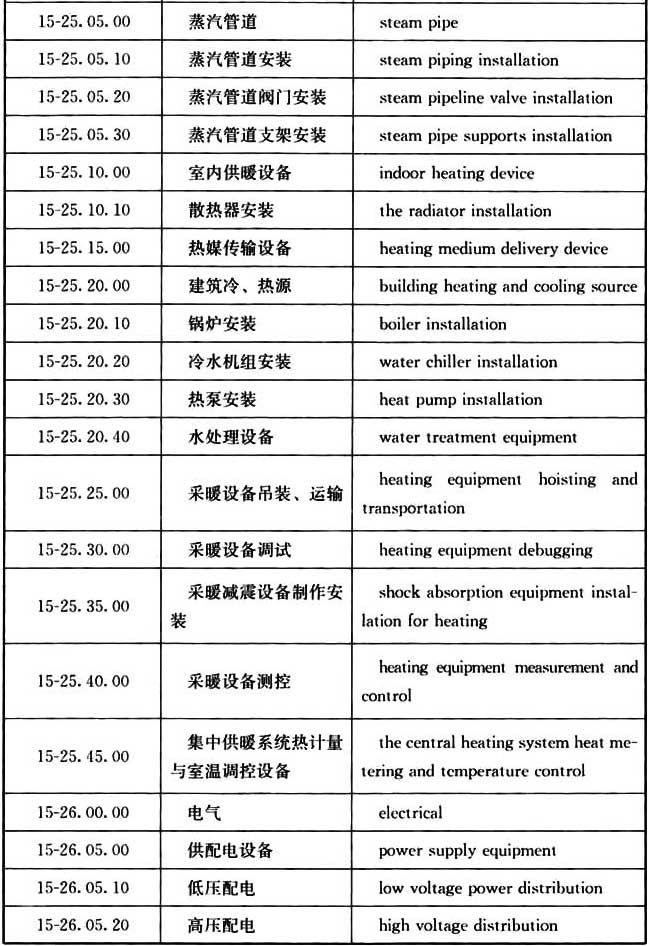 15-25.05.00 蒸汽管道 steam pipe
15-25.05.10 蒸汽管道安装 steam piping installation
15-25.05.20 蒸汽管道阀门安装 steam pipeline valve installation
15-25.05.30 蒸汽管道支架安装 steam pipe supports installation
15-25.10.00 室内供暖设备 indoor heating device
15-25.10.10 散热器安装 the radiator installation
15-25.15.00 热媒传输设备 heating medium delivery device
15-25.20.00 建筑冷、热源 building heating and cooling source
15-25.20.10 锅炉安装 boiler installation
15-25.20.20 冷水机组安装 water chiller installation
15-25.20.30 热泵安装 heat pump installation
15-25.20.40 水处理设备 water treatment equipment
15-25.25.00 采暖设备吊装、运输 heating equipment hoisting and
transportation
15-25.30.00 采暖设备调试 heating equipment debugging
15-25.35.00 采暖减震设备制作安
装 shock absorption equipment instal-
lation for heating
15-25.40.00 采暖设备测控 heating equipment measurement and
control
15-25.45.00 集中供暖系统热计量
与室温调控设备 the central heating system heat me-
tering and temperature control
15-26.00.00 电气 electrical
15-26.05.00 供配电设备 power supply equipment
15-26.05.10 低压配电 low voltage power distribution
15-26.05.20 高压配电 high voltage distribution